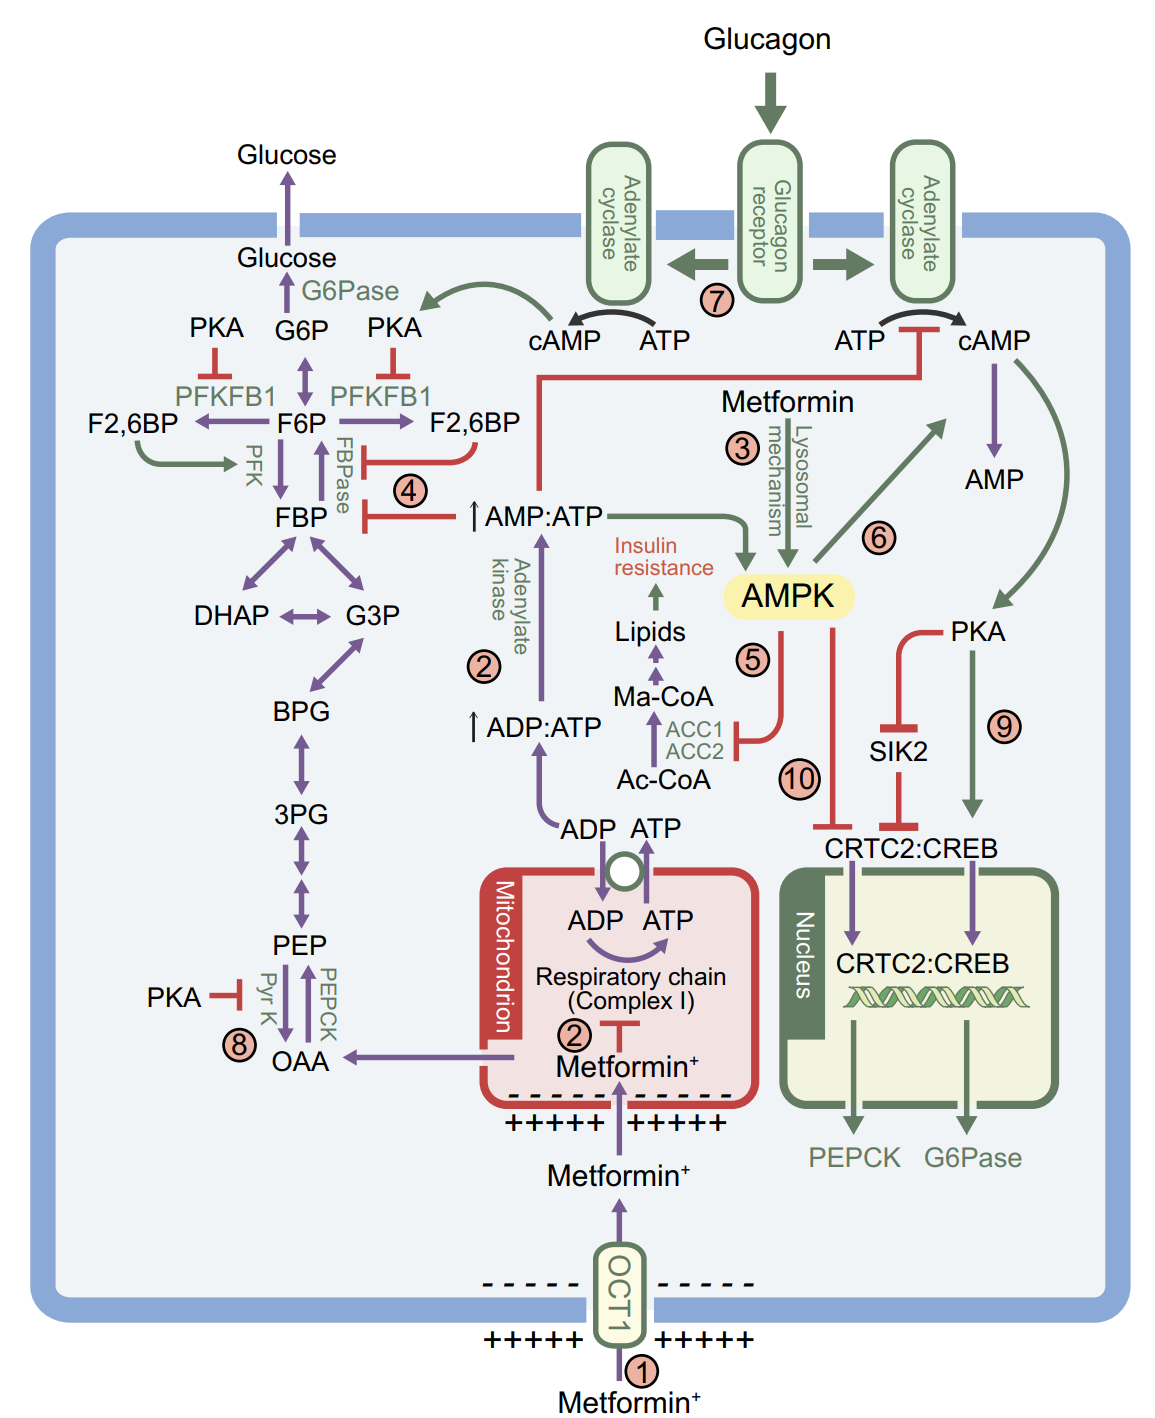 Glucagon
Glucose
Adenylate
cyclase
Glucagon
receptor
Adenylate
cyclase
Glucose
G6Pase
7
PKA
G6P
PKA
cAMP
ATP
ATP
cAMP
PFKFB1
PFKFB1
F2,6BP
F6P
F2,6BP
Metformin
3
Lysosomal
mechanism
PFK
FBPase
4
AMP
FBP
↑ AMP:ATP
6
Insulin
resistance
Adenylate
kinase
AMPK
DHAP
G3P
Lipids
PKA
2
5
Ma-CoA
BPG
↑ ADP:ATP
ACC1
ACC2
9
SIK2
Ac-CoA
10
3PG
ADP
ATP
CRTC2:CREB
Mitochondrion
ADP
ATP
Nucleus
PEP
CRTC2:CREB
Respiratory chain
(Complex I)
PKA
Pyr K
PEPCK
8
2
OAA
Metformin+
- - - - -
- - - - -
+++++
+++++
PEPCK
G6Pase
Metformin+
OCT1
- - - - -
- - - - -
+++++
+++++
1
Metformin+